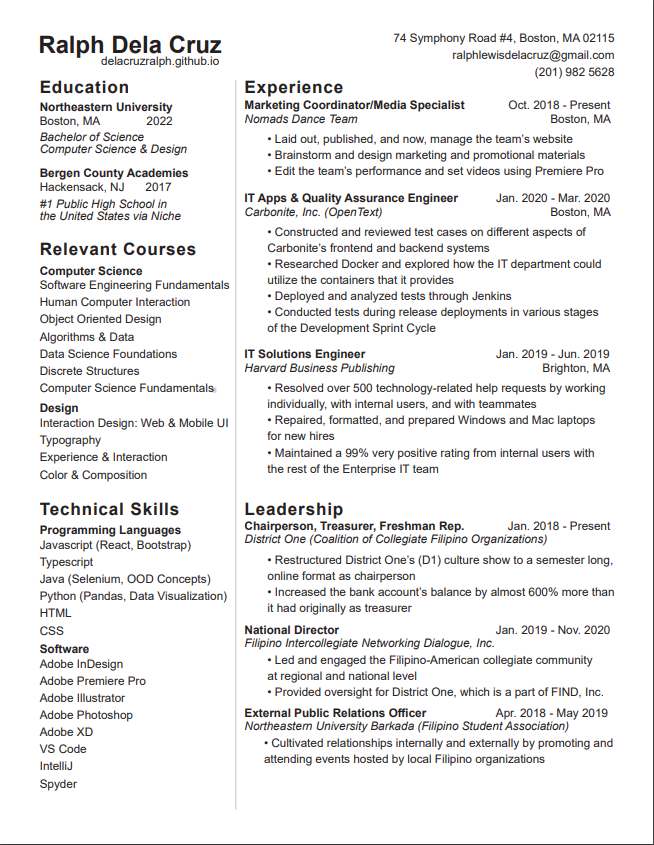 Ralph Dela Cruz
delacruzralph.github.io
74 Symphony Road #4, Boston, MA 02115
ralphlewisdelacruz@gmail.com
(201) 982 5628
Education
Northeastern University
Boston, MA 2022
Bachelor of Science
Computer Science & Design
Bergen County Academies
Hackensack, NJ 2017
#1 Public High School in
the United States via Niche
Relevant Courses
Computer Science
Software Engineering Fundamentals
Human Computer Interaction
Object Oriented Design
Algorithms & Data
Data Science Foundations
Discrete Structures
Computer Science Fundamentals
Design
Interaction Design: Web & Mobile UI
Typography
Experience & Interaction
Color & Composition
Technical Skills
Programming Languages
Javascript (React, Bootstrap)
Typescript
Java (Selenium, OOD Concepts)
Python (Pandas, Data Visualization)
HTML
CSS
Software
Adobe InDesign
Adobe Premiere Pro
Adobe Illustrator
Adobe Photoshop
Adobe XD
VS Code
IntelliJ
Spyder
Experience
Marketing Coordinator/Media Specialist Oct. 2018 - Present
Nomads Dance Team Boston, MA
• Laid out, published, and now, manage the team's website
• Brainstorm and design marketing and promotional materials
• Edit the team's performance and set videos using Premiere Pro
IT Apps & Quality Assurance Engineer Jan. 2020 - Mar. 2020
Carbonite, Inc. (OpenText) Boston, MA
• Constructed and reviewed test cases on different aspects of
Carbonite's frontend and backend systems
• Researched Docker and explored how the IT department could
utilize the containers that it provides
• Deployed and analyzed tests through Jenkins
• Conducted tests during release deployments in various stages
of the Development Sprint Cycle
IT Solutions Engineer Jan. 2019 - Jun. 2019
Harvard Business Publishing Brighton, MA
• Resolved over 500 technology-related help requests by working
individually, with internal users, and with teammates
• Repaired, formatted, and prepared Windows and Mac laptops
for new hires
• Maintained a 99% very positive rating from internal users with
the rest of the Enterprise IT team
Leadership
Chairperson, Treasurer, Freshman Rep. Jan. 2018 - Present
District One (Coalition of Collegiate Filipino Organizations)
• Restructured District One's (D1) culture show to a semester long,
online format as chairperson
• Increased the bank account's balance by almost 600% more than
it had originally as treasurer
National Director Jan. 2019 - Nov. 2020
Filipino Intercollegiate Networking Dialogue, Inc.
• Led and engaged the Filipino-American collegiate community
at regional and national level
• Provided oversight for District One, which is a part of FIND, Inc.
External Public Relations Officer Apr. 2018 - May 2019
Northeastern University Barkada (Filipino Student Association)
• Cultivated relationships internally and externally by promoting and
attending events hosted by local Filipino organizations